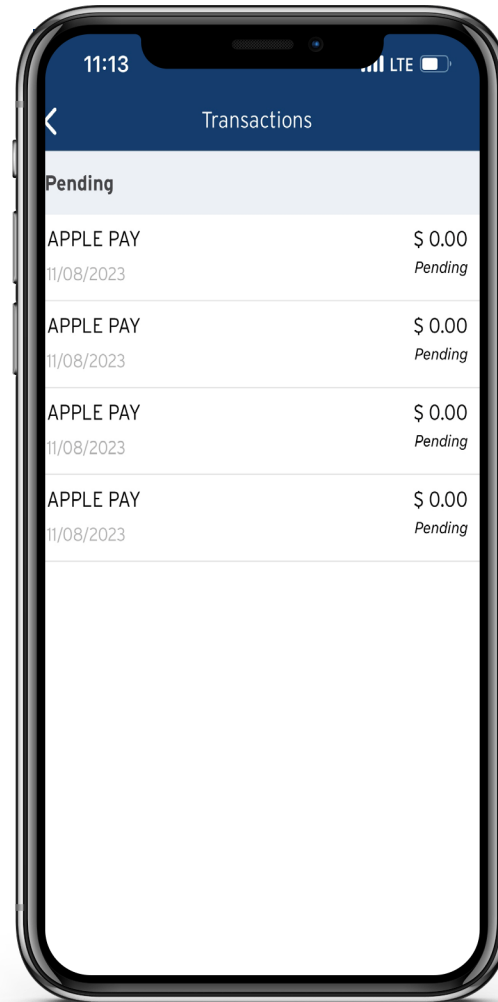 11:13
LTE
Transactions
Pending
APPLE PAY
$ 0.00
11/08/2023
Pending
APPLE PAY
$ 0.00
11/08/2023
Pending
APPLE PAY
$ 0.00
11/08/2023
Pending
APPLE PAY
$ 0.00
11/08/2023
Pending